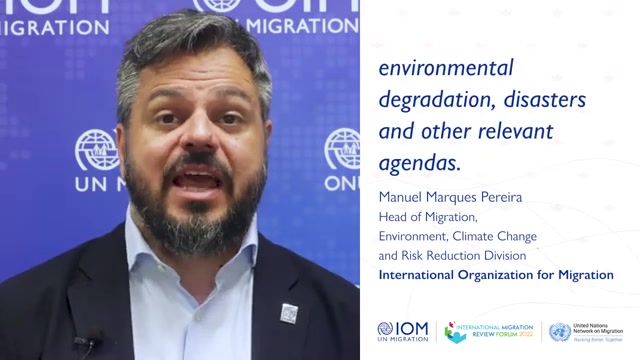 IOM
UN MIGRATION
UN MIGRATION
UN MI
ONU
environmental
degradation, disasters
and other relevant
agendas.
Manuel Marques Pereira
Head of Migration,
Environment, Climate Change
and Risk Reduction Division
International Organization for Migration
IOM
UN MIGRATION
INTERNATIONAL MIGRATION
REVIEW FORUM 2022
United Nations
Network on Migration
Working Better Together